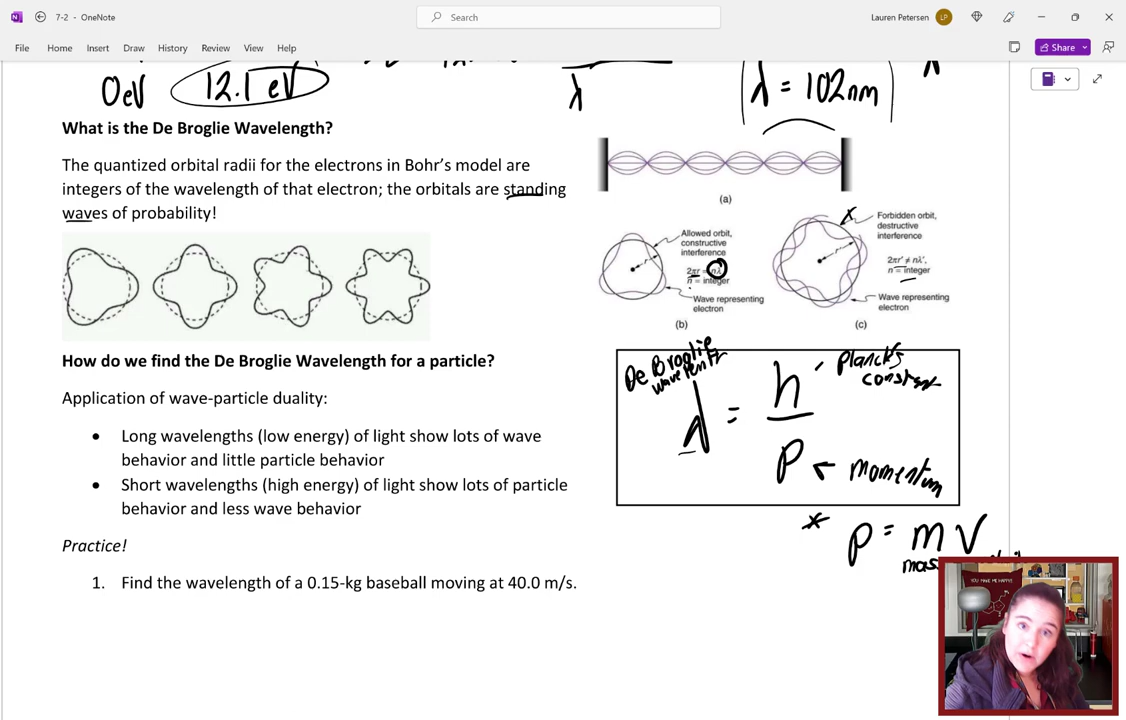 7-2 - OneNote
Search
Lauren Petersen
LP
File Home Insert Draw History Review View Help
Share
0eV 12.1 eV
λ
λ = 102nm
λ
What is the De Broglie Wavelength?
The quantized orbital radii for the electrons in Bohr's model are
integers of the wavelength of that electron; the orbitals are standing
waves of probability!
(a)
Allowed orbit,
constructive
interference
2πr = nλ
n = integer
Wave representing
electron
(b)
r
Forbidden orbit,
destructive
interference
2πr' ≠ nλ',
n = integer
Wave representing
electron
(c)
r'
How do we find the De Broglie Wavelength for a particle?
Application of wave-particle duality:
• Long wavelengths (low energy) of light show lots of wave
behavior and little particle behavior
• Short wavelengths (high energy) of light show lots of particle
behavior and less wave behavior
De Broglie
wavelength
λ = h
P
Planck's
constant
momentum
* p = mv
mass
Practice!
1. Find the wavelength of a 0.15-kg baseball moving at 40.0 m/s.
YOU MAKE ME HAPPY!